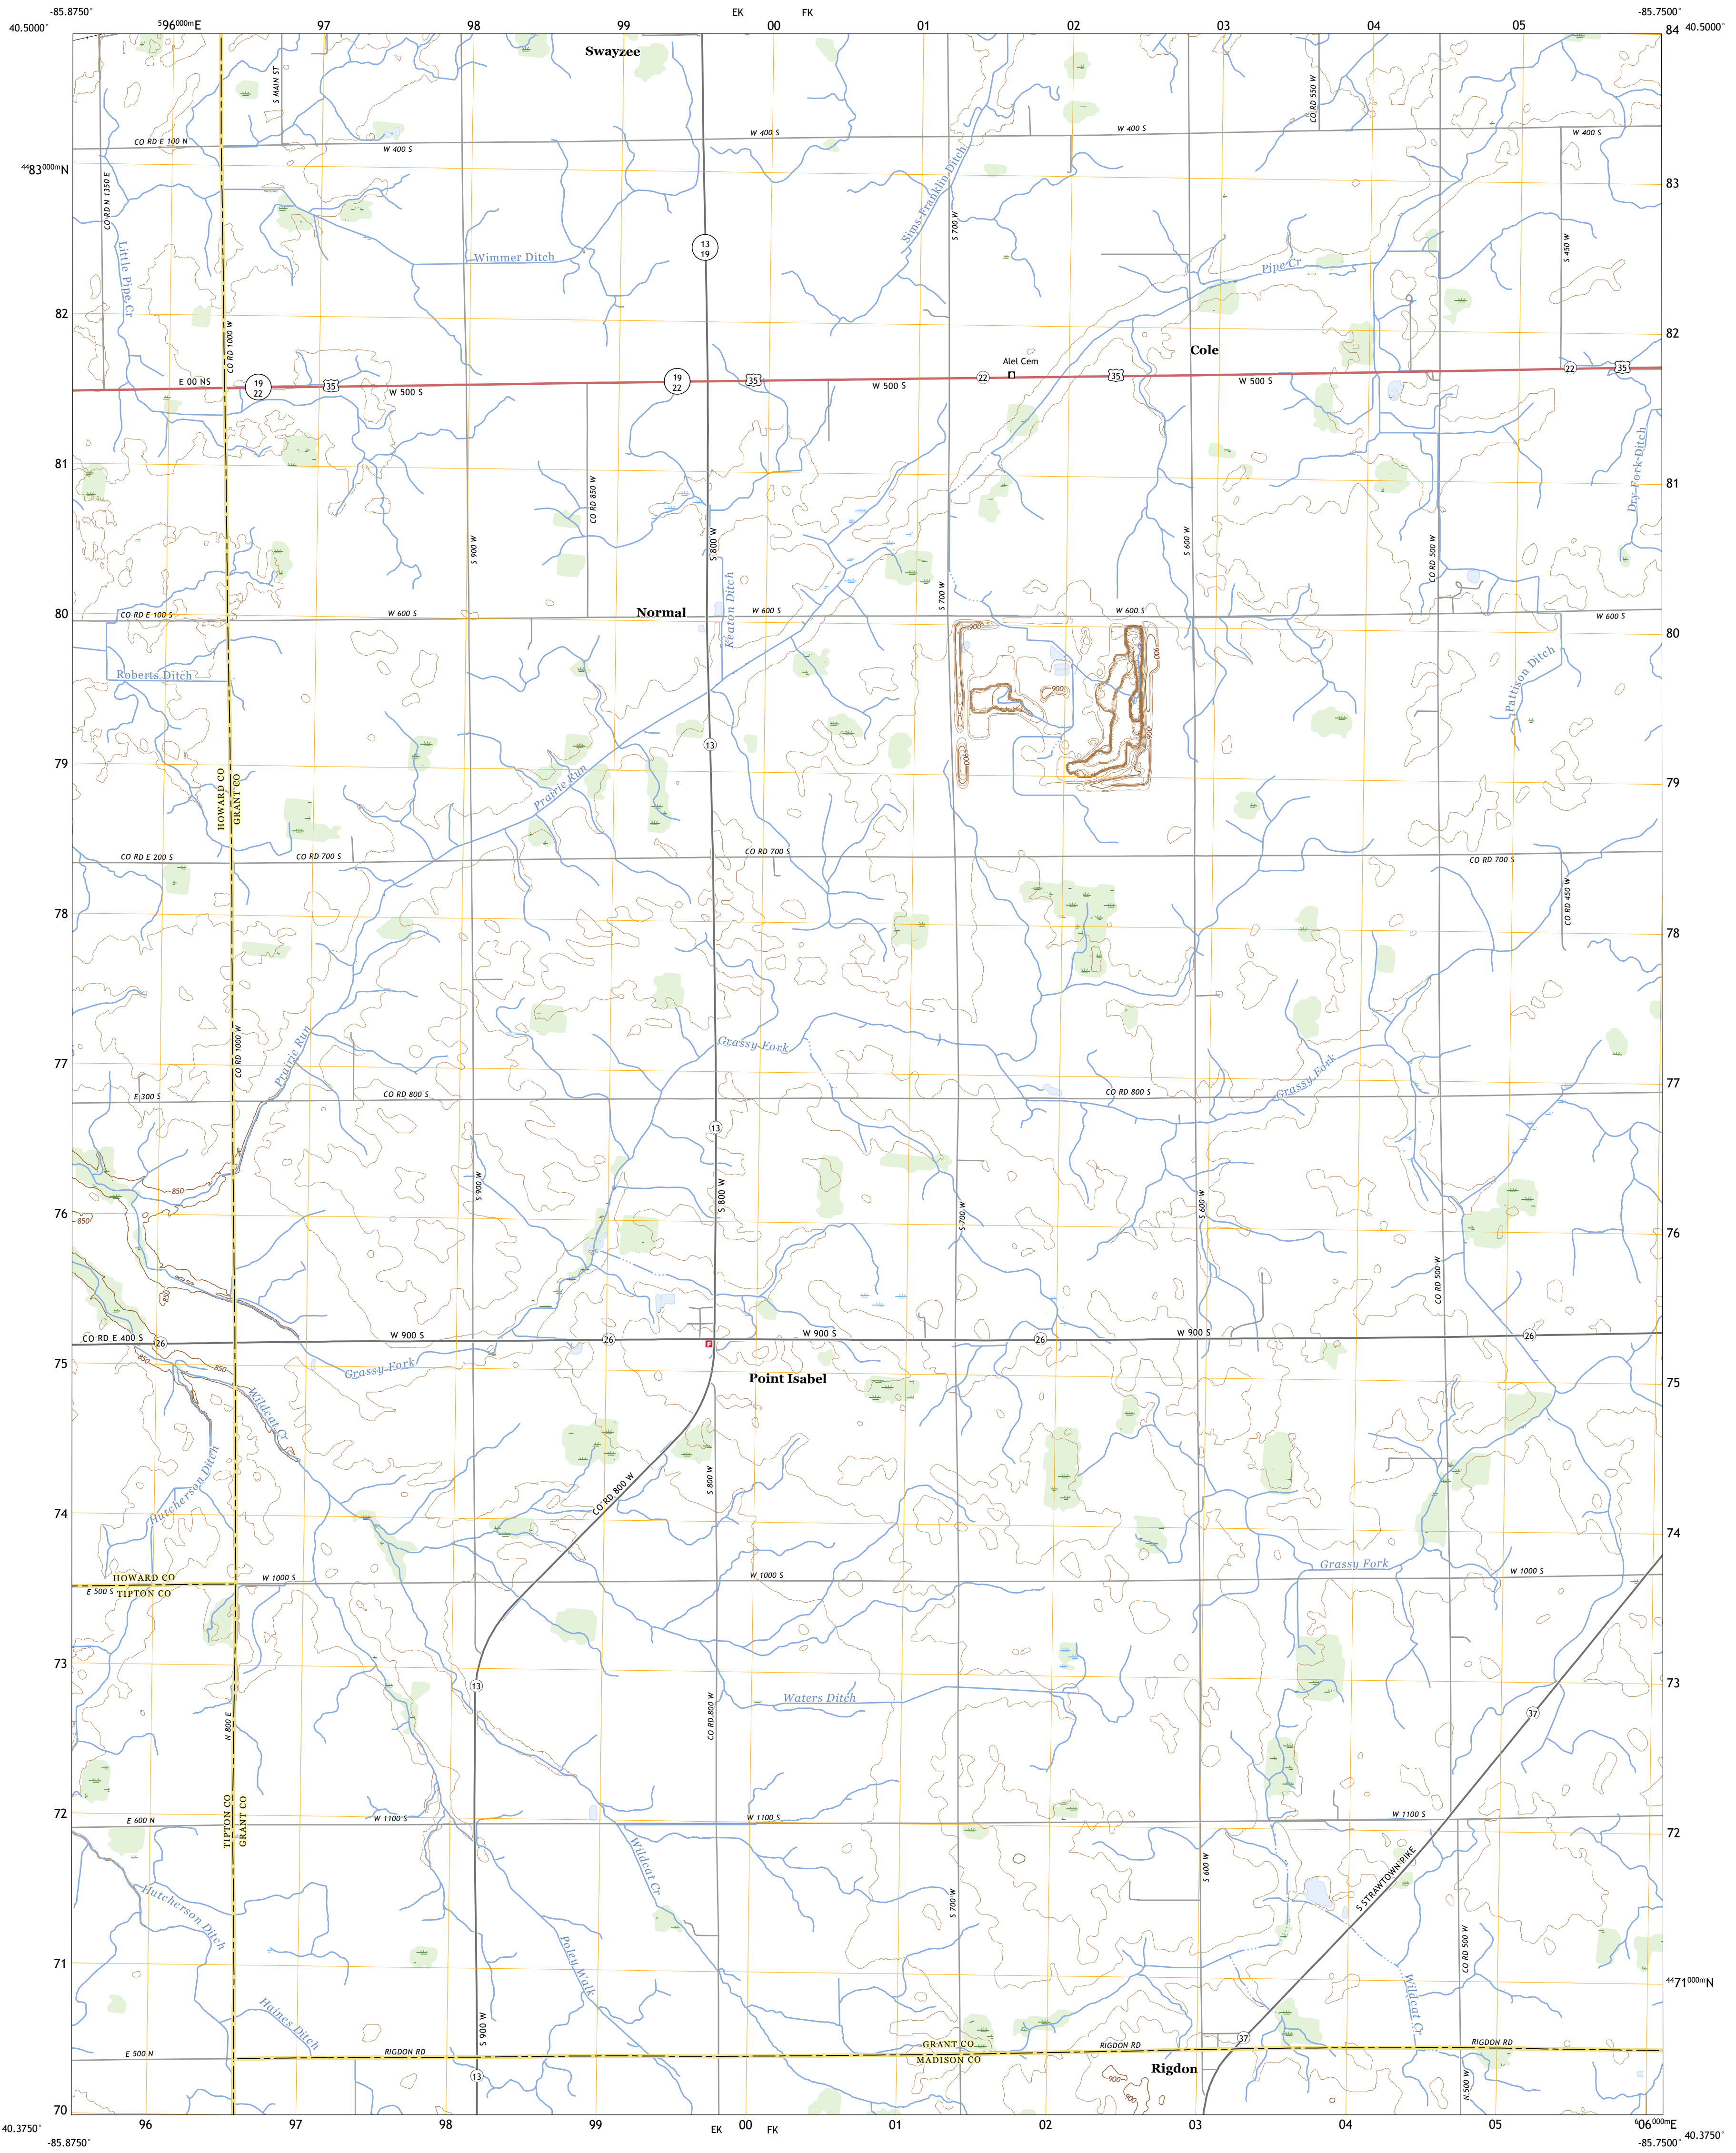 -85.8750°
EK
FK
-85.7500°
40.5000°
⁵96⁰⁰⁰ᵐE
97
98
99
00
01
02
03
04
05
84
40.5000°
Swayzee
S MAIN ST
CO RD 550 W
W 400 S
W 400 S
W 400 S
CO RD E 100 N
W 400 S
⁴⁴83⁰⁰⁰ᵐN
83
CO RD N 1350 E
Sims-Franklin Ditch
S 700 W
S 450 W
13
19
Little Pipe Cr
Wimmer Ditch
Pipe Cr
82
82
CO RD 1000 W
Cole
Alel Cem
E 00 NS
19
22
35
W 500 S
19
22
35
W 500 S
22
35
W 500 S
22
35
81
81
Dry Fork Ditch
CO RD 850 W
S 900 W
S 800 W
S 700 W
S 600 W
CO RD 500 W
Keaton Ditch
80
CO RD E 100 S
W 600 S
Normal
W 600 S
W 600 S
W 600 S
80
900
900
900
900
900
Roberts Ditch
Pattison Ditch
13
79
79
HOWARD CO
GRANT CO
Prairie Run
CO RD E 200 S
CO RD 700 S
CO RD 700 S
CO RD 700 S
CO RD 450 W
78
78
CO RD 1000 W
Prairie Run
Grassy Fork
77
77
Grassy Fork
E 300 S
CO RD 800 S
CO RD 800 S
13
850
850
S 900 W
S 800 W
S 700 W
S 600 W
76
76
CO RD 500 W
850
CO RD E 400 S
26
W 900 S
26
F
W 900 S
26
W 900 S
26
75
850
850
Grassy Fork
Point Isabel
75
Wildcat Cr
Hutcherson Ditch
CO RD 800 W
S 800 W
74
74
Grassy Fork
HOWARD CO
TIPTON CO
E 500 S
W 1000 S
W 1000 S
W 1000 S
73
73
13
Waters Ditch
CO RD 800 W
N 800 E
37
72
TIPTON CO
GRANT CO
E 600 N
W 1100 S
W 1100 S
W 1100 S
72
Wildcat Cr
S 600 W
S STRAWTOWN PIKE
Hutcherson Ditch
S 700 W
CO RD 500 W
71
Poley Walk
Wildcat Cr
⁴⁴71⁰⁰⁰ᵐN
Haines Ditch
S 900 W
37
E 500 N
RIGDON RD
GRANT CO
MADISON CO
RIGDON RD
RIGDON RD
Rigdon
13
900
900
N 500 W
70
96
97
98
99
00
01
02
03
04
05
⁶06⁰⁰⁰ᵐE
40.3750°
EK
FK
40.3750°
-85.8750°
-85.7500°